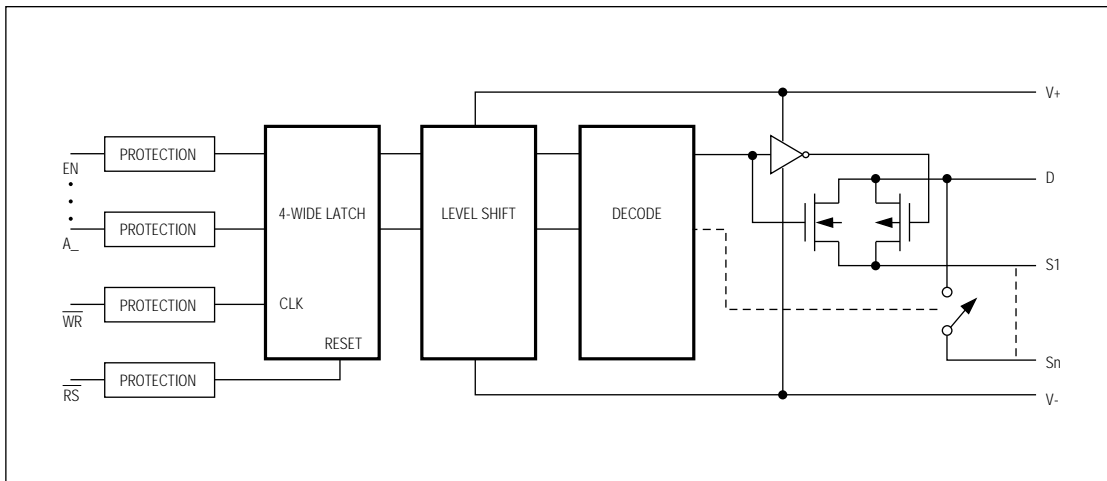 EN
PROTECTION
A_
PROTECTION
WR
PROTECTION
RS
PROTECTION
4-WIDE LATCH
CLK
RESET
LEVEL SHIFT
DECODE
V+
D
S1
Sn
V-